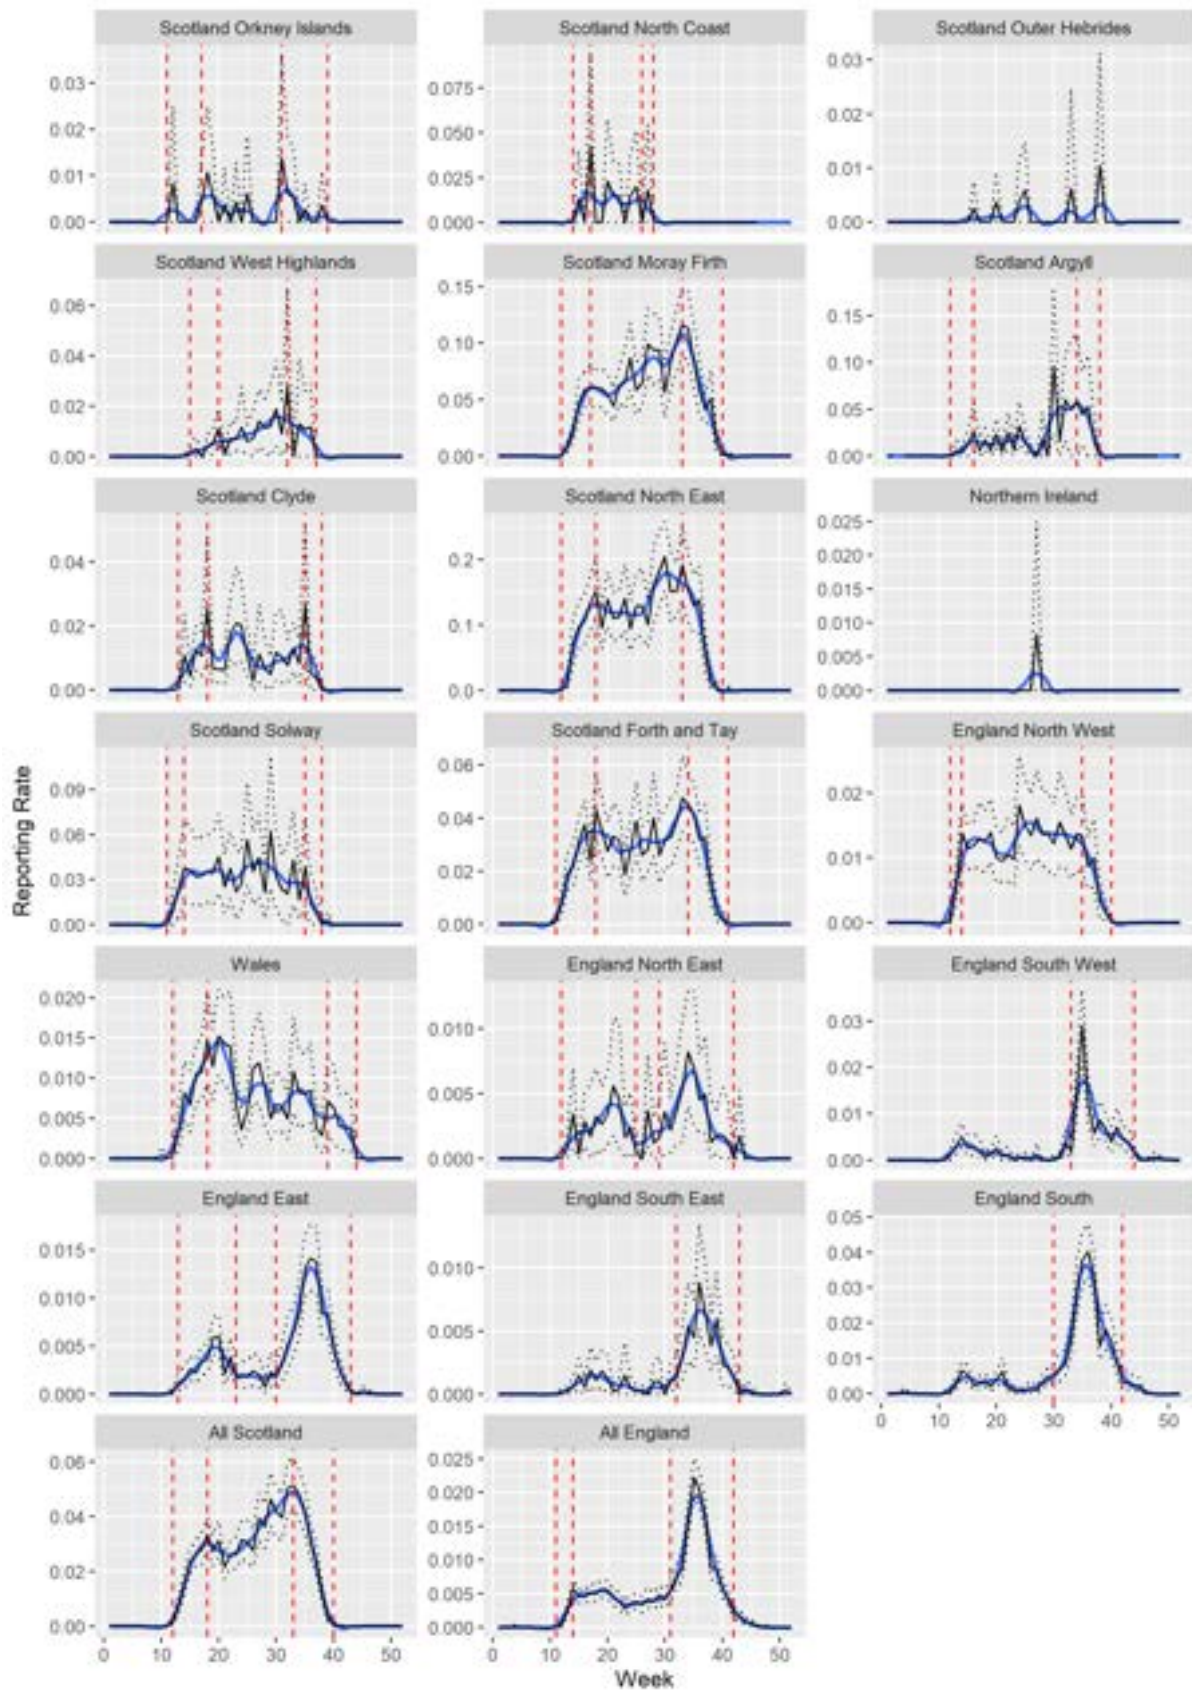 Scotland Orkney Islands Scotland North Coast Scotland Outer Hebrides
0.03 0.075 0.03
0.02 0.050 0.02
0.01 0.025 0.01
0.00 0.000 0.00
Scotland West Highlands Scotland Moray Firth Scotland Argyll
0.06 0.15 0.15
0.04 0.10 0.10
0.02 0.05 0.05
0.00 0.00 0.00
Scotland Clyde Scotland North East Northern Ireland
0.025
0.04 0.2 0.020
0.015
0.02 0.1 0.010
0.005
0.00 0.0 0.000
Scotland Solway Scotland Forth and Tay England North West
0.09 0.06 0.02
0.06 0.04
0.03 0.02 0.01
0.00 0.00 0.00
Wales England North East England South West
0.020 0.010 0.03
0.015 0.02
0.010 0.005 0.01
0.005
0.000 0.000 0.00
England East England South East England South
0.05
0.015 0.010 0.04
0.010 0.03
0.005 0.005 0.02
0.01
0.000 0.000 0.00
0 10 20 30 40 50
All Scotland All England
0.06 0.025
0.020
0.04 0.015
0.02 0.010
0.005
0.00 0.000
0 10 20 30 40 50 0 10 20 30 40 50
Week
Reporting Rate